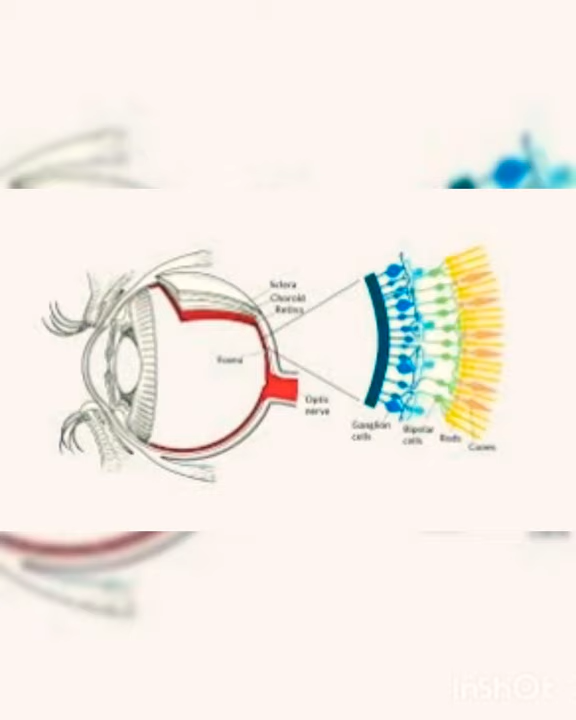 Sclera
Choroid
Retina
Fovea
Optic
nerve
Ganglion
cells
Bipolar
cells
Rods
Cones
InShOt